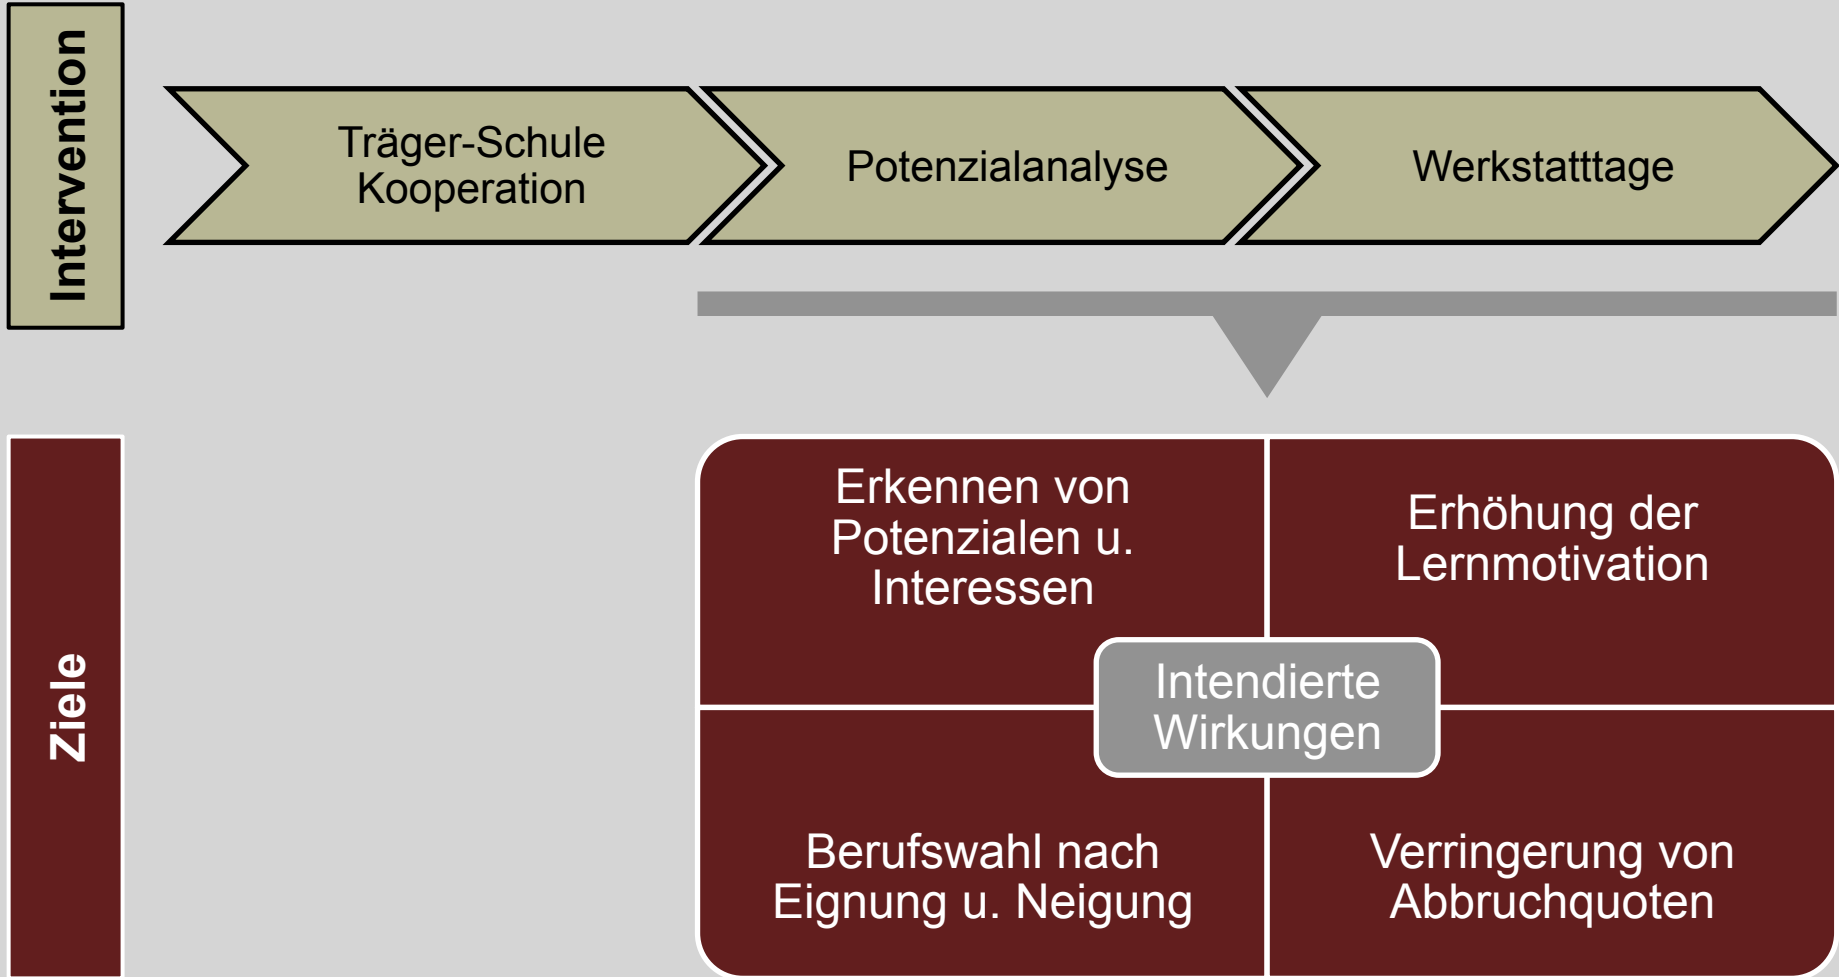 Intervention
Träger-Schule
Kooperation
Potenzialanalyse
Werkstatttage
Ziele
Erkennen von
Potenzialen u.
Interessen
Erhöhung der
Lernmotivation
Intendierte
Wirkungen
Berufswahl nach
Eignung u. Neigung
Verringerung von
Abbruchquoten